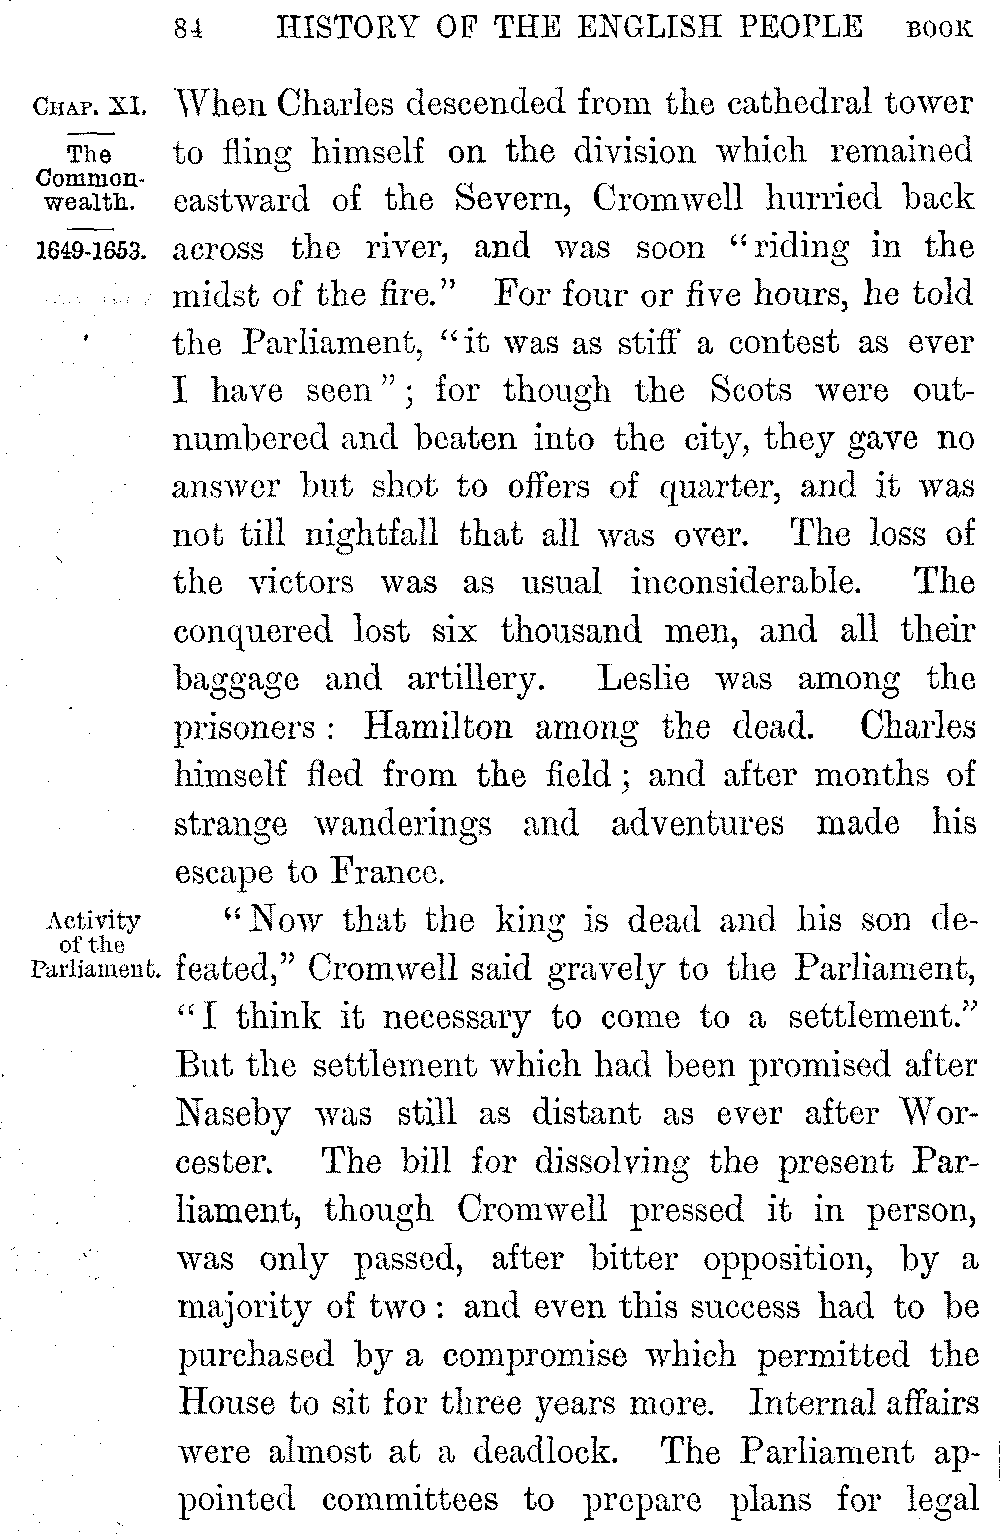 84 HISTORY OF THE ENGLISH PEOPLE BOOK
CHAP. XI.
The
Common-
wealth.
1649-1653.
When Charles descended from the cathedral tower
to fling himself on the division which remained
eastward of the Severn, Cromwell hurried back
across the river, and was soon “riding in the
midst of the fire.” For four or five hours, he told
the Parliament, “it was as stiff a contest as ever
I have seen”; for though the Scots were out-
numbered and beaten into the city, they gave no
answer but shot to offers of quarter, and it was
not till nightfall that all was over. The loss of
the victors was as usual inconsiderable. The
conquered lost six thousand men, and all their
baggage and artillery. Leslie was among the
prisoners: Hamilton among the dead. Charles
himself fled from the field; and after months of
strange wanderings and adventures made his
escape to France.
Activity
of the
Parliament.
“Now that the king is dead and his son de-
feated,” Cromwell said gravely to the Parliament,
“I think it necessary to come to a settlement.”
But the settlement which had been promised after
Naseby was still as distant as ever after Wor-
cester. The bill for dissolving the present Par-
liament, though Cromwell pressed it in person,
was only passed, after bitter opposition, by a
majority of two: and even this success had to be
purchased by a compromise which permitted the
House to sit for three years more. Internal affairs
were almost at a deadlock. The Parliament ap-
pointed committees to prepare plans for legal